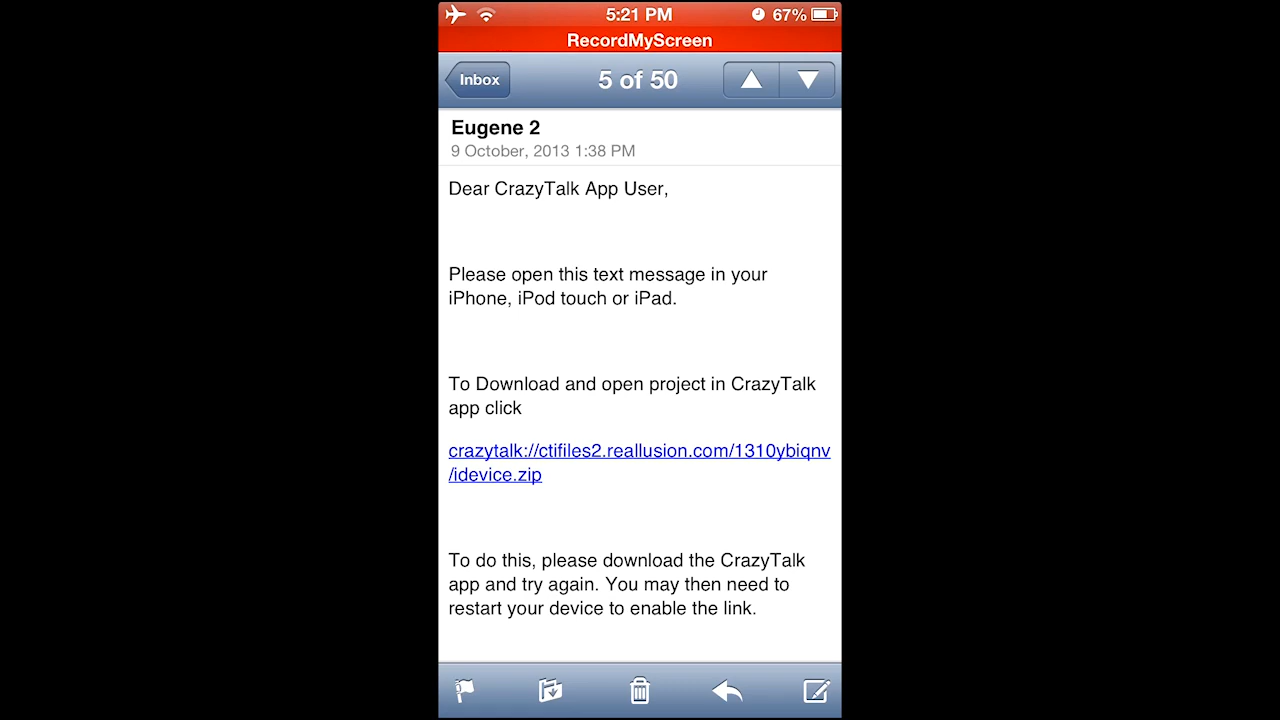 5:21 PM
67%
RecordMyScreen
Inbox
5 of 50
Eugene 2
9 October, 2013 1:38 PM
Dear CrazyTalk App User,
Please open this text message in your
iPhone, iPod touch or iPad.
To Download and open project in CrazyTalk
app click
crazytalk://ctifiles2.reallusion.com/1310ybiqnv
/idevice.zip
To do this, please download the CrazyTalk
app and try again. You may then need to
restart your device to enable the link.